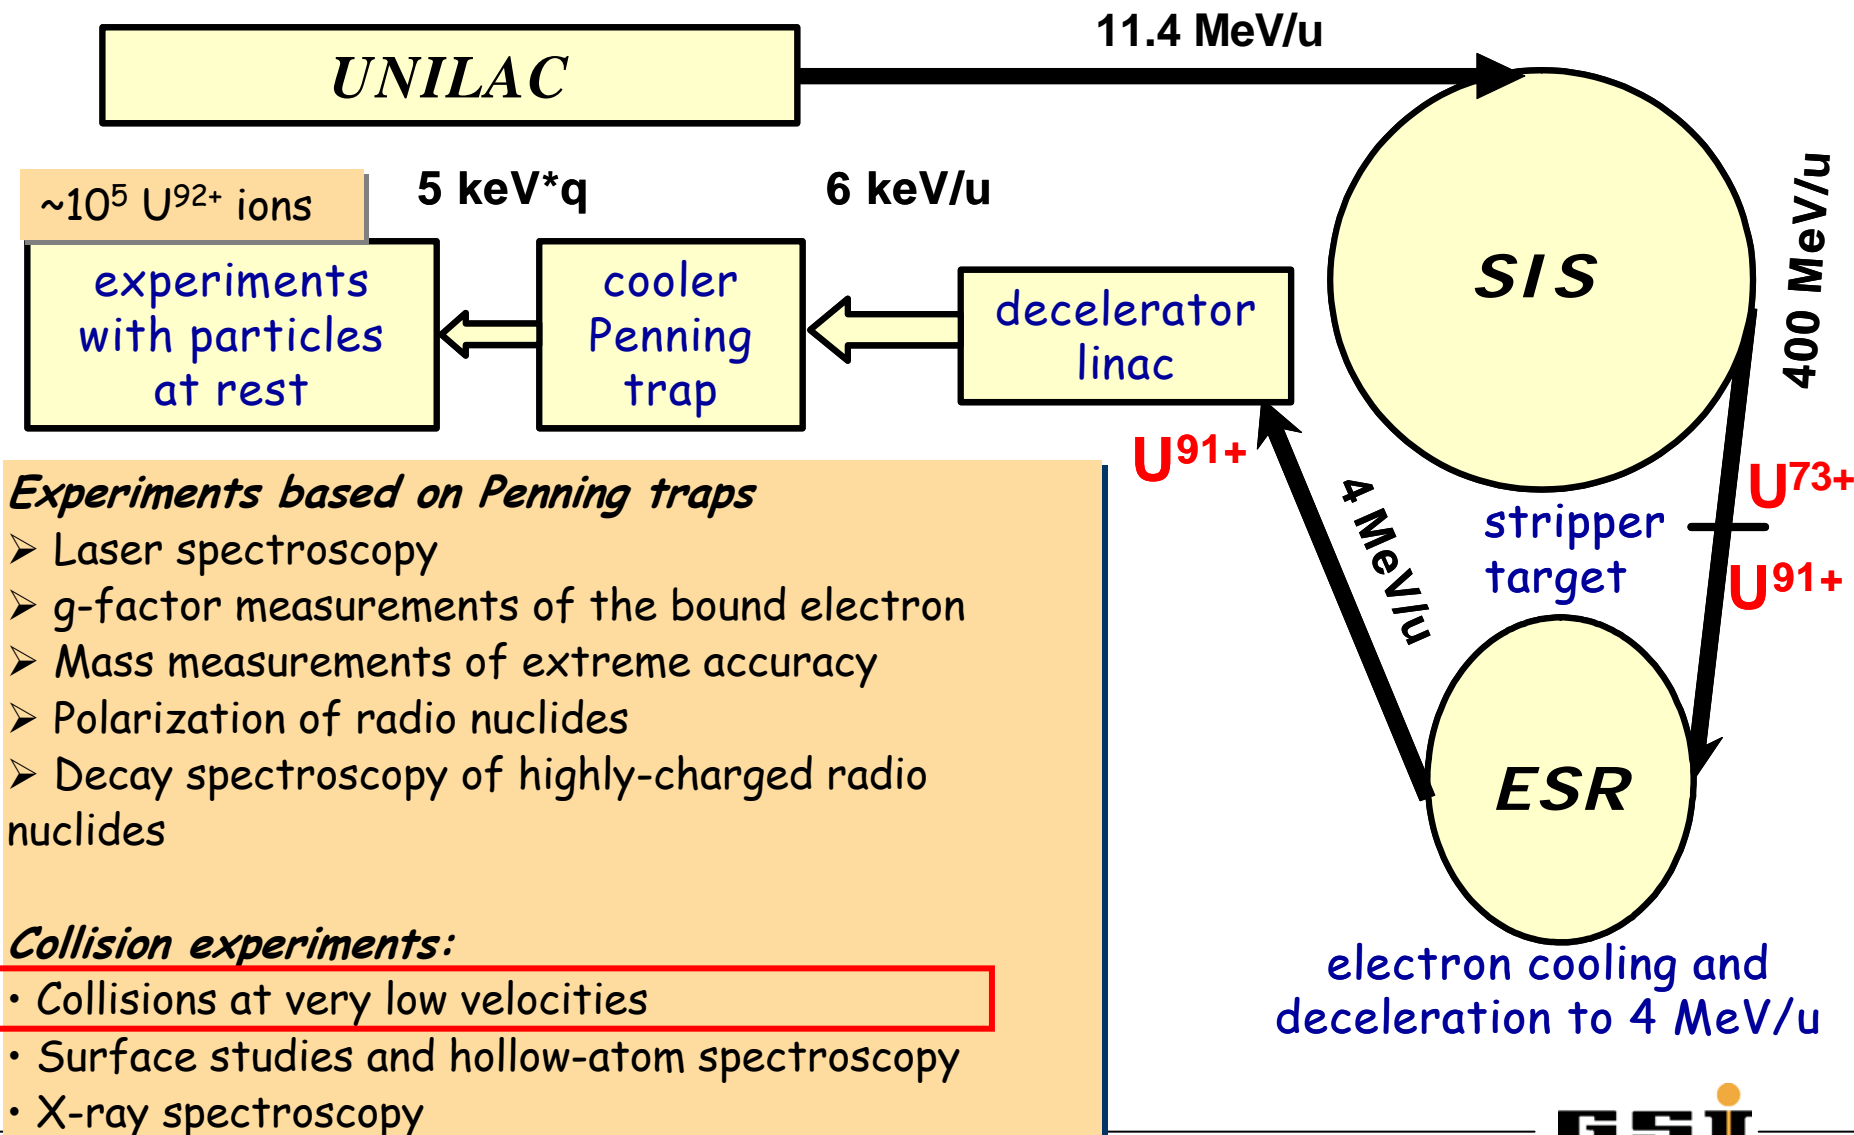 11.4 MeV/u
UNILAC
~10⁵ U⁹²⁺ ions
5 keV*q
6 keV/u
400 MeV/u
SIS
experiments
with particles
at rest
cooler
Penning
trap
decelerator
linac
U⁹¹⁺
4 MeV/u
U⁷³⁺
stripper
target
U⁹¹⁺
ESR
electron cooling and
deceleration to 4 MeV/u
Experiments based on Penning traps
➢ Laser spectroscopy
➢ g-factor measurements of the bound electron
➢ Mass measurements of extreme accuracy
➢ Polarization of radio nuclides
➢ Decay spectroscopy of highly-charged radio
nuclides
Collision experiments:
• Collisions at very low velocities
• Surface studies and hollow-atom spectroscopy
• X-ray spectroscopy
GSI